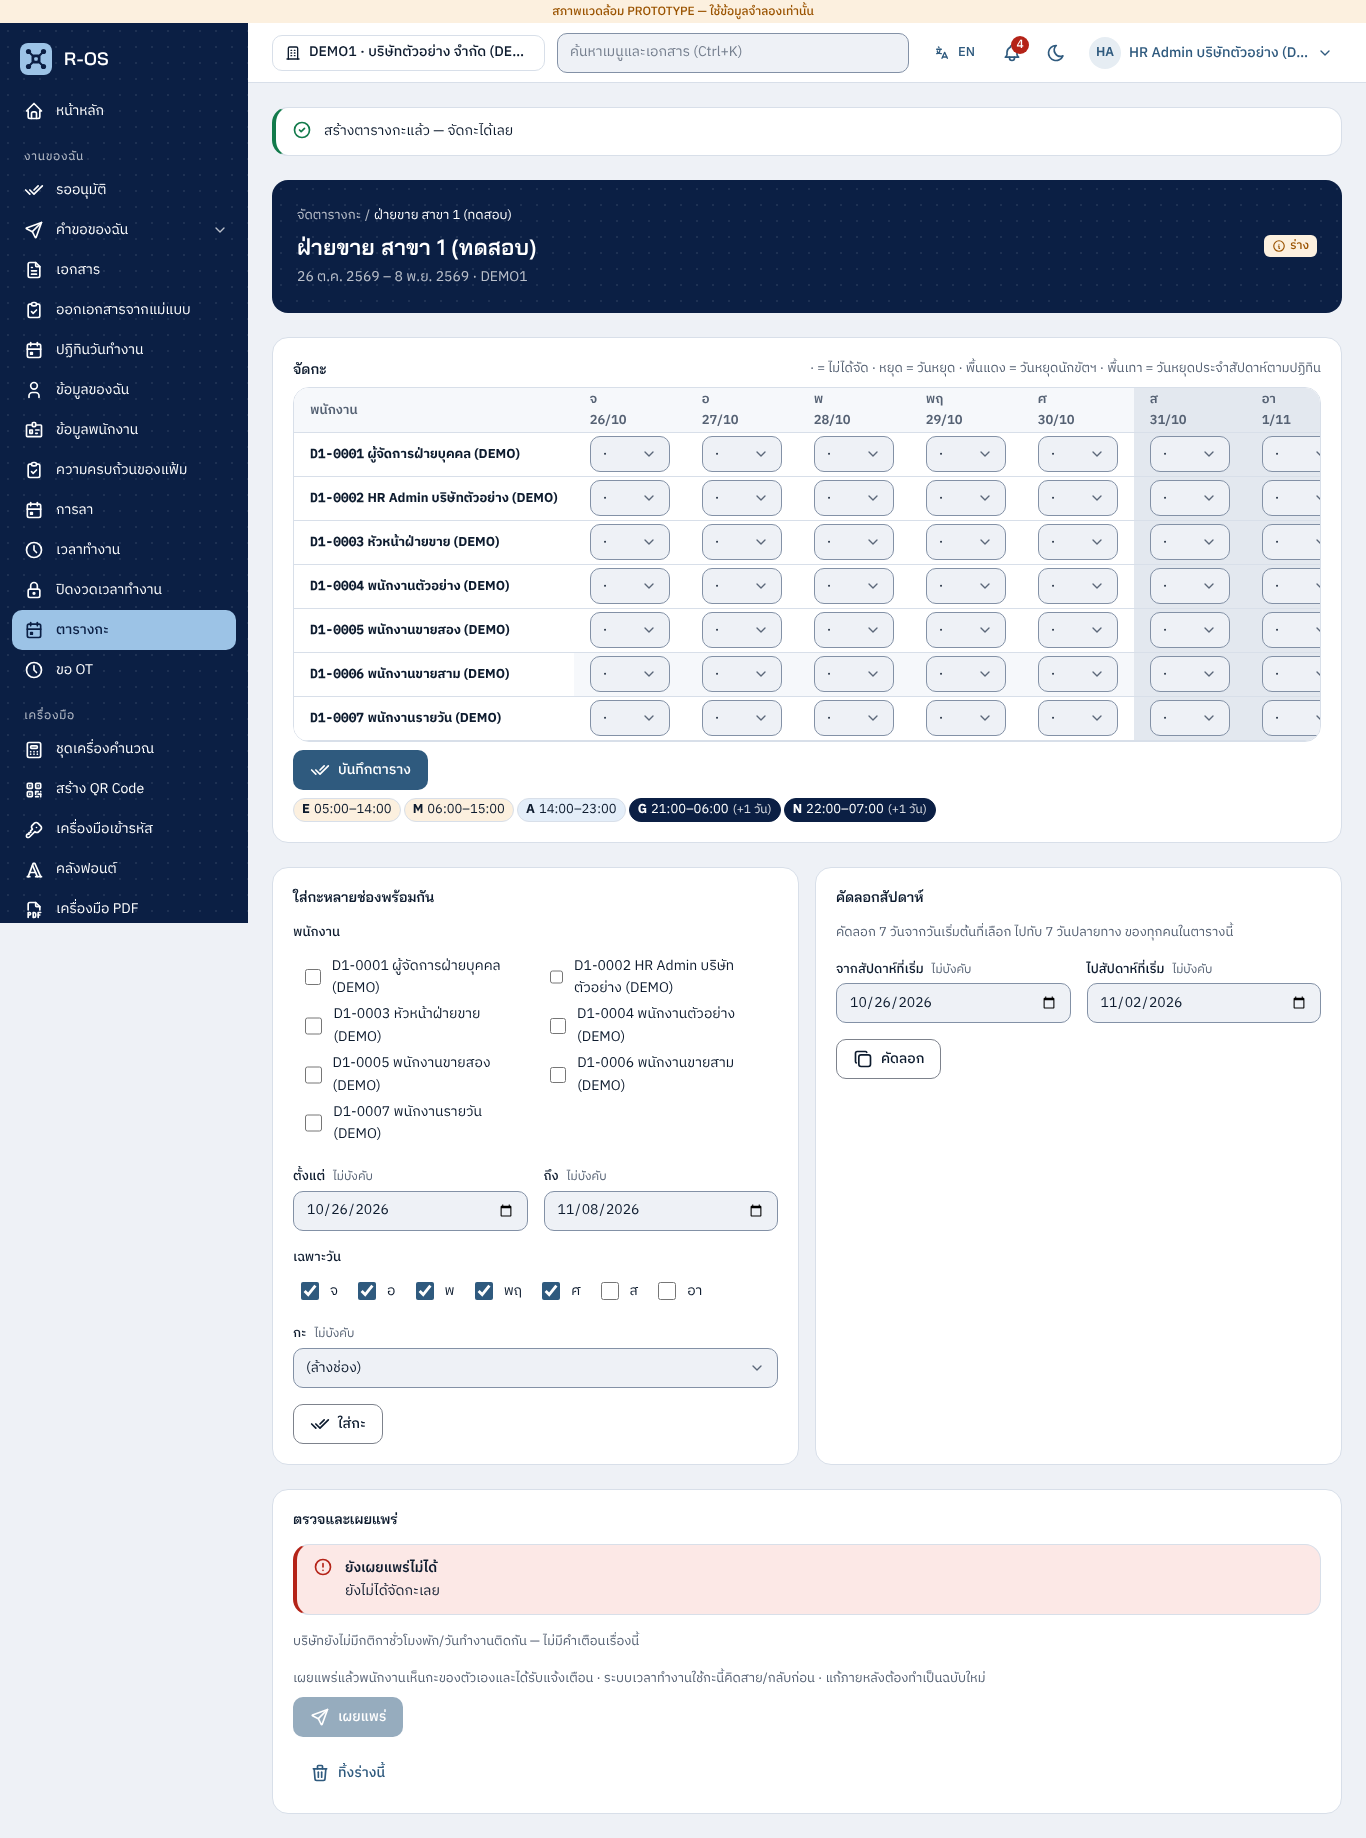 สภาพแวดล้อม PROTOTYPE — ใช้ข้อมูลจำลองเท่านั้น
R-OS
DEMO1 · บริษัทตัวอย่าง จำกัด (DE...
ค้นหาเมนูและเอกสาร (Ctrl+K)
EN
4
HA
HR Admin บริษัทตัวอย่าง (D...
หน้าหลัก
งานของฉัน
รออนุมัติ
คำขอของฉัน
เอกสาร
ออกเอกสารจากแม่แบบ
ปฏิทินวันทำงาน
ข้อมูลของฉัน
ข้อมูลพนักงาน
ความครบถ้วนของแฟ้ม
การลา
เวลาทำงาน
ปิดงวดเวลาทำงาน
ตารางกะ
ขอ OT
เครื่องมือ
ชุดเครื่องคำนวณ
สร้าง QR Code
เครื่องมือเข้ารหัส
คลังฟอนต์
เครื่องมือ PDF
สร้างตารางกะแล้ว — จัดกะได้เลย
จัดตารางกะ / ฝ่ายขาย สาขา 1 (ทดสอบ)
ฝ่ายขาย สาขา 1 (ทดสอบ)
26 ต.ค. 2569 – 8 พ.ย. 2569 · DEMO1
ร่าง
จัดกะ
· = ไม่ได้จัด · หยุด = วันหยุด · พื้นแดง = วันหยุดนักขัตฯ · พื้นเทา = วันหยุดประจำสัปดาห์ตามปฏิทิน
พนักงาน จ 26/10 อ 27/10 พ 28/10 พฤ 29/10 ศ 30/10 ส 31/10 อา 1/11
D1-0001 ผู้จัดการฝ่ายบุคคล (DEMO) · · · · · · ·
D1-0002 HR Admin บริษัทตัวอย่าง (DEMO) · · · · · · ·
D1-0003 หัวหน้าฝ่ายขาย (DEMO) · · · · · · ·
D1-0004 พนักงานตัวอย่าง (DEMO) · · · · · · ·
D1-0005 พนักงานขายสอง (DEMO) · · · · · · ·
D1-0006 พนักงานขายสาม (DEMO) · · · · · · ·
D1-0007 พนักงานรายวัน (DEMO) · · · · · · ·
บันทึกตาราง
E 05:00–14:00 M 06:00–15:00 A 14:00–23:00 G 21:00–06:00 (+1 วัน) N 22:00–07:00 (+1 วัน)
ใส่กะหลายช่องพร้อมกัน
พนักงาน
D1-0001 ผู้จัดการฝ่ายบุคคล
(DEMO)
D1-0002 HR Admin บริษัท
ตัวอย่าง (DEMO)
D1-0003 หัวหน้าฝ่ายขาย
(DEMO)
D1-0004 พนักงานตัวอย่าง
(DEMO)
D1-0005 พนักงานขายสอง
(DEMO)
D1-0006 พนักงานขายสาม
(DEMO)
D1-0007 พนักงานรายวัน
(DEMO)
ตั้งแต่ ไม่บังคับ
10/26/2026
ถึง ไม่บังคับ
11/08/2026
เฉพาะวัน
จ อ พ พฤ ศ ส อา
กะ ไม่บังคับ
(ล้างช่อง)
ใส่กะ
คัดลอกสัปดาห์
คัดลอก 7 วันจากวันเริ่มต้นที่เลือก ไปทับ 7 วันปลายทาง ของทุกคนในตารางนี้
จากสัปดาห์ที่เริ่ม ไม่บังคับ
10/26/2026
ไปสัปดาห์ที่เริ่ม ไม่บังคับ
11/02/2026
คัดลอก
ตรวจและเผยแพร่
ยังเผยแพร่ไม่ได้
ยังไม่ได้จัดกะเลย
บริษัทยังไม่มีกติกาชั่วโมงพัก/วันทำงานติดกัน — ไม่มีคำเตือนเรื่องนี้
เผยแพร่แล้วพนักงานเห็นกะของตัวเองและได้รับแจ้งเตือน · ระบบเวลาทำงานใช้กะนี้คิดสาย/กลับก่อน · แก้ภายหลังต้องทำเป็นฉบับใหม่
เผยแพร่
ทิ้งร่างนี้